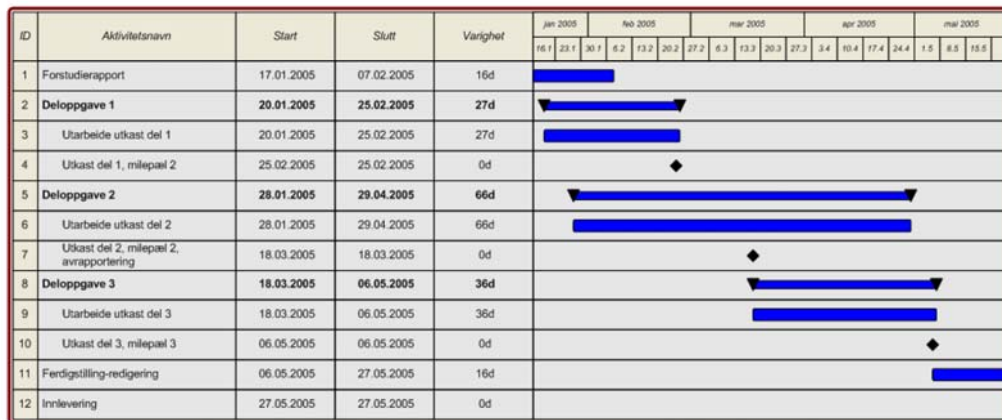 ID Aktivitetsnavn Start Slutt Varighet jan 2005 feb 2005 mar 2005 apr 2005 mai 2005
16.1 23.1 30.1 6.2 13.2 20.2 27.2 6.3 13.3 20.3 27.3 3.4 10.4 17.4 24.4 1.5 8.5 15.5
1 Forstudierapport 17.01.2005 07.02.2005 16d
2 Deloppgave 1 20.01.2005 25.02.2005 27d
3 Utarbeide utkast del 1 20.01.2005 25.02.2005 27d
4 Utkast del 1, milepæl 2 25.02.2005 25.02.2005 0d
5 Deloppgave 2 28.01.2005 29.04.2005 66d
6 Utarbeide utkast del 2 28.01.2005 29.04.2005 66d
7 Utkast del 2, milepæl 2, 18.03.2005 18.03.2005 0d
avrapportering
8 Deloppgave 3 18.03.2005 06.05.2005 36d
9 Utarbeide utkast del 3 18.03.2005 06.05.2005 36d
10 Utkast del 3, milepæl 3 06.05.2005 06.05.2005 0d
11 Ferdigstilling-redigering 06.05.2005 27.05.2005 16d
12 Innlevering 27.05.2005 27.05.2005 0d